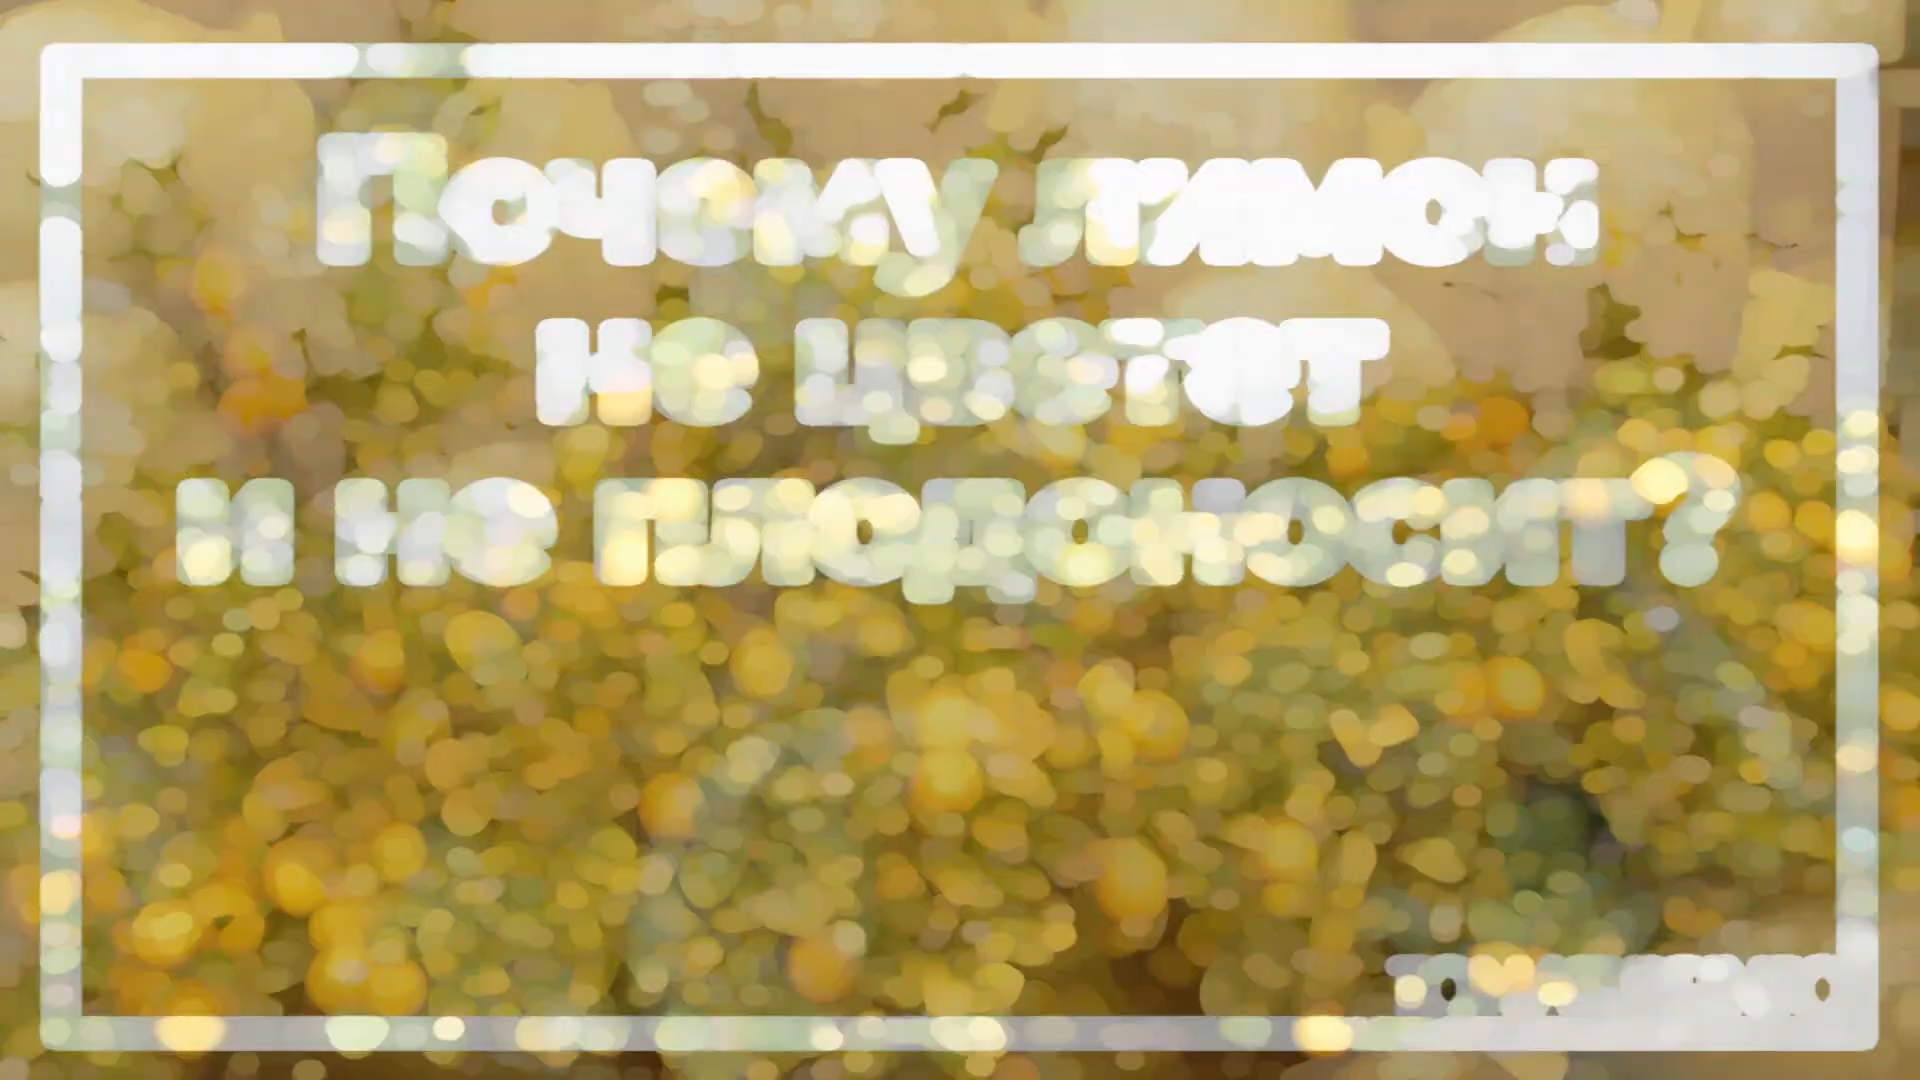 Почему лимон
не цветет
и не плодоносит?